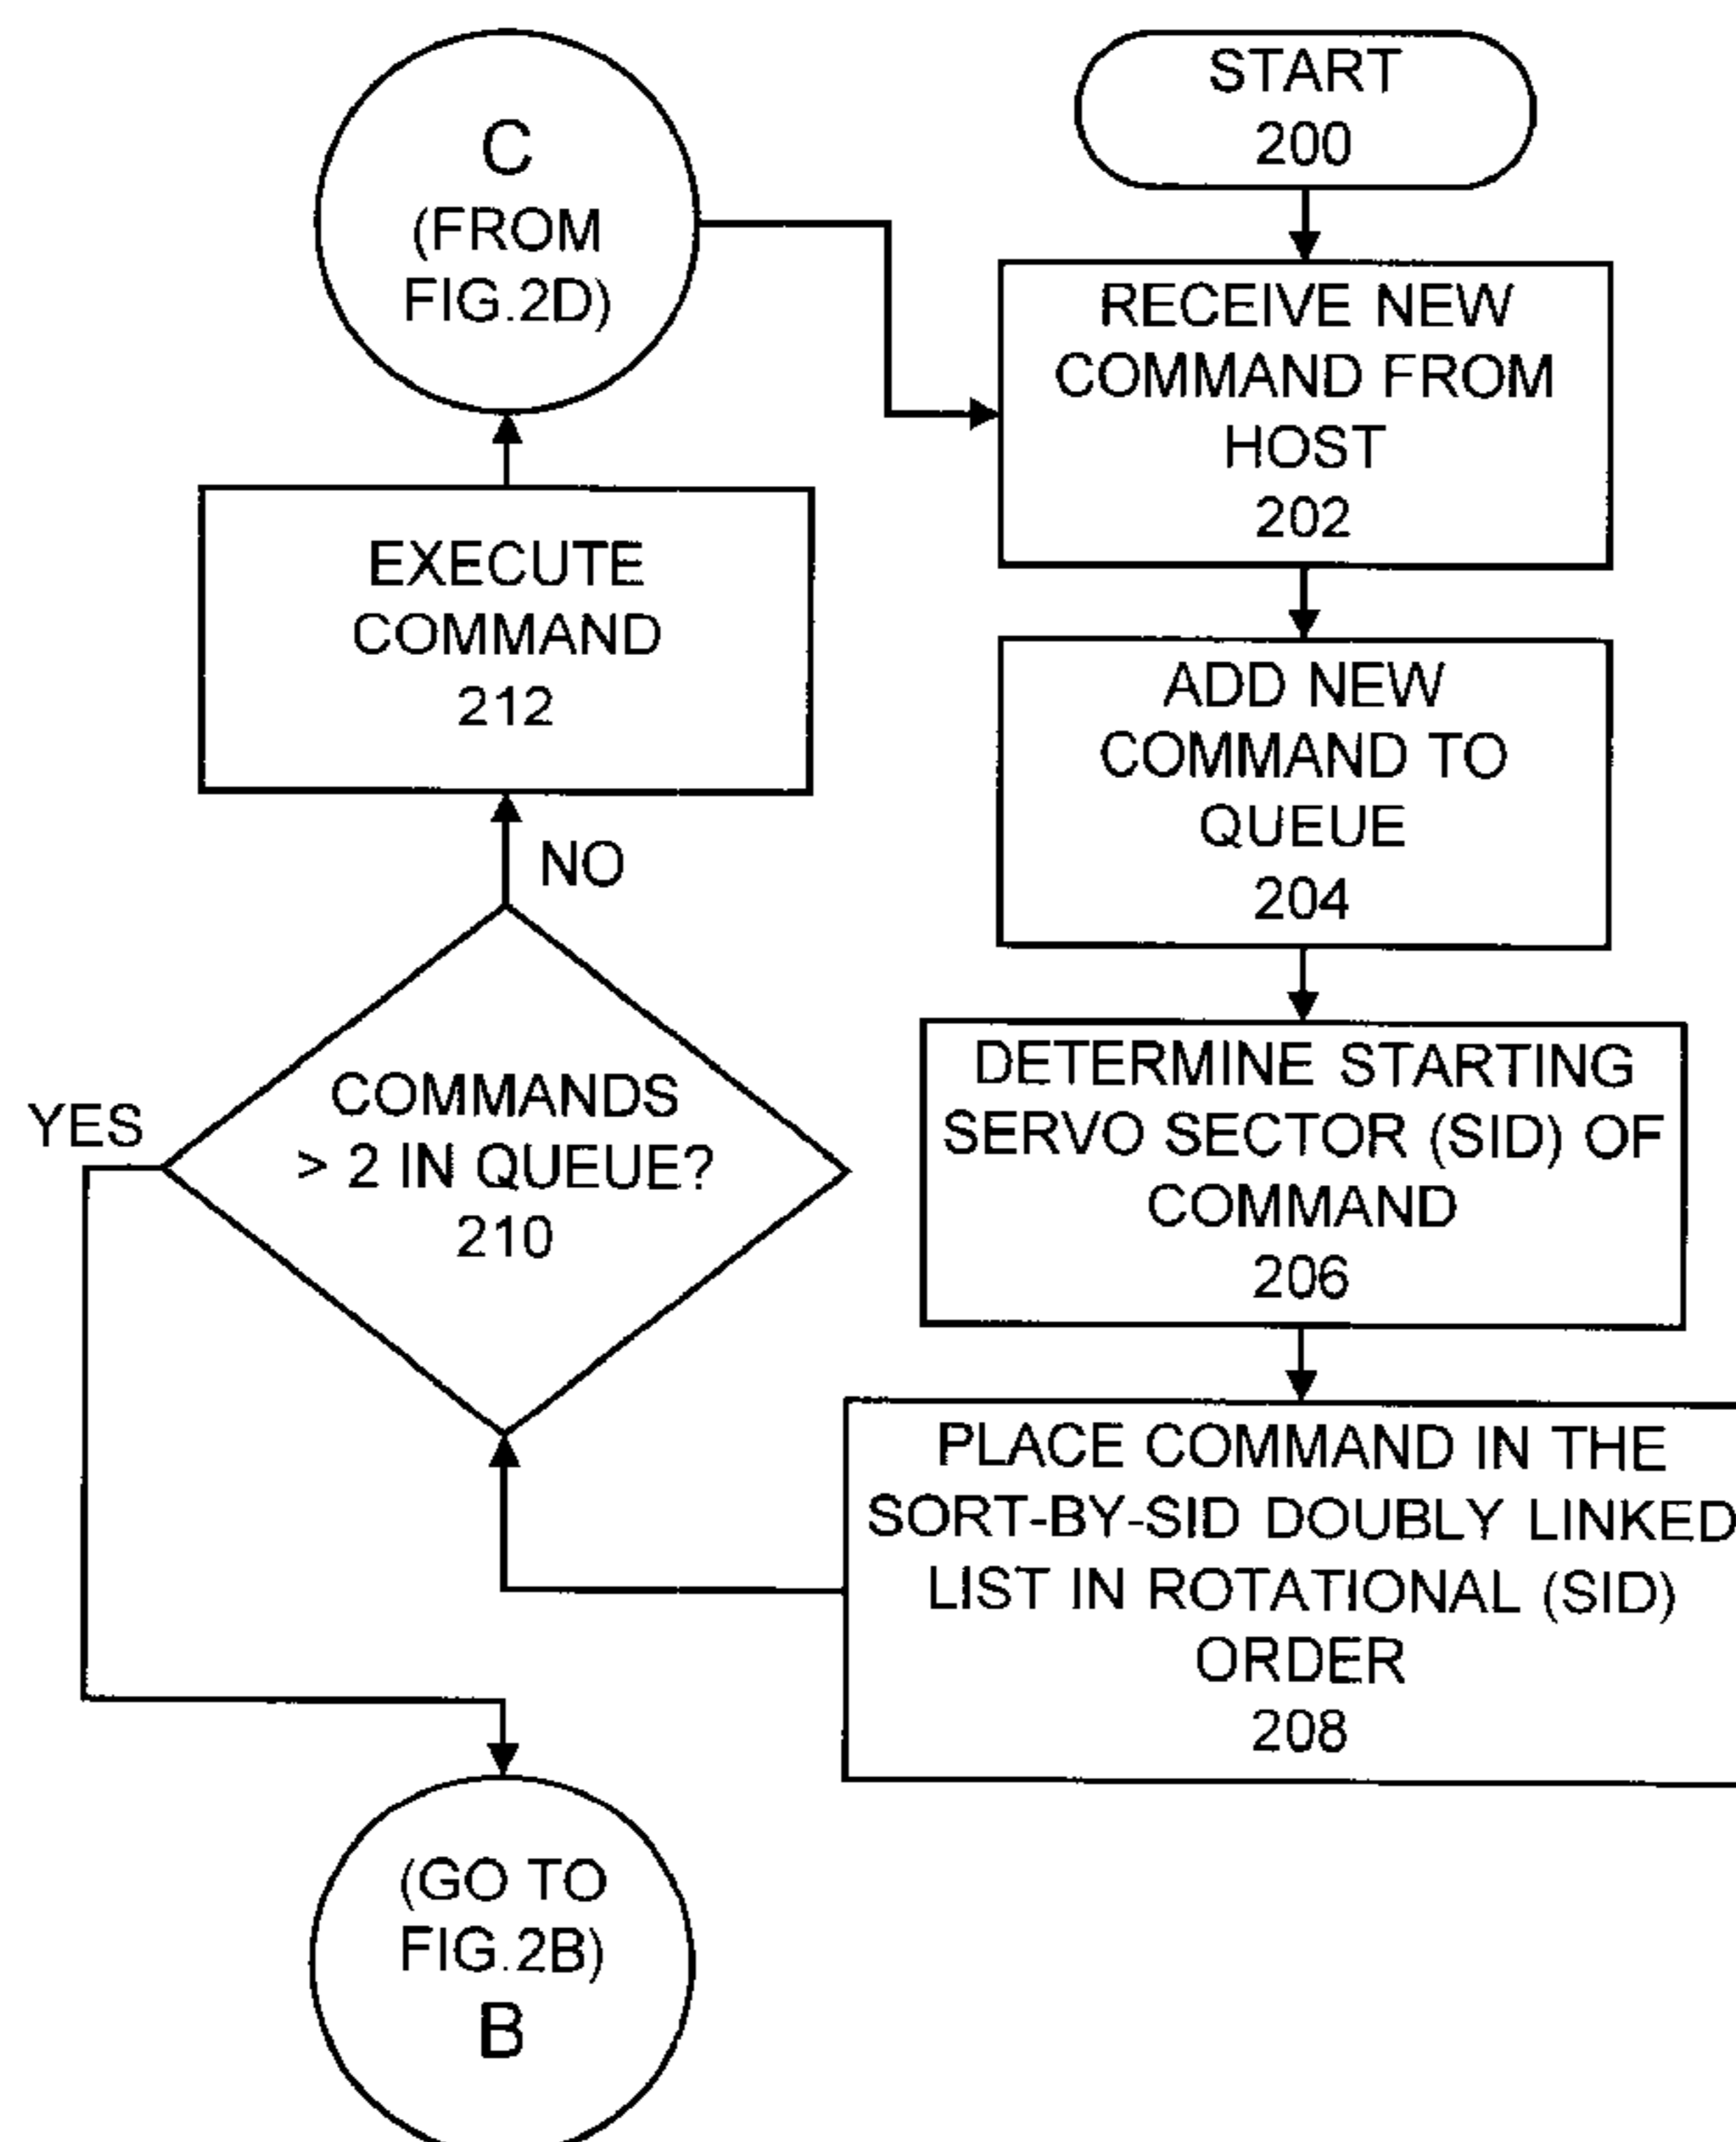 START
200
RECEIVE NEW
COMMAND FROM
HOST
202
ADD NEW
COMMAND TO
QUEUE
204
DETERMINE STARTING
SERVO SECTOR (SID) OF
COMMAND
206
PLACE COMMAND IN THE
SORT-BY-SID DOUBLY LINKED
LIST IN ROTATIONAL (SID)
ORDER
208
COMMANDS
> 2 IN QUEUE?
210
YES
NO
EXECUTE
COMMAND
212
C
(FROM
FIG.2D)
(GO TO
FIG.2B)
B